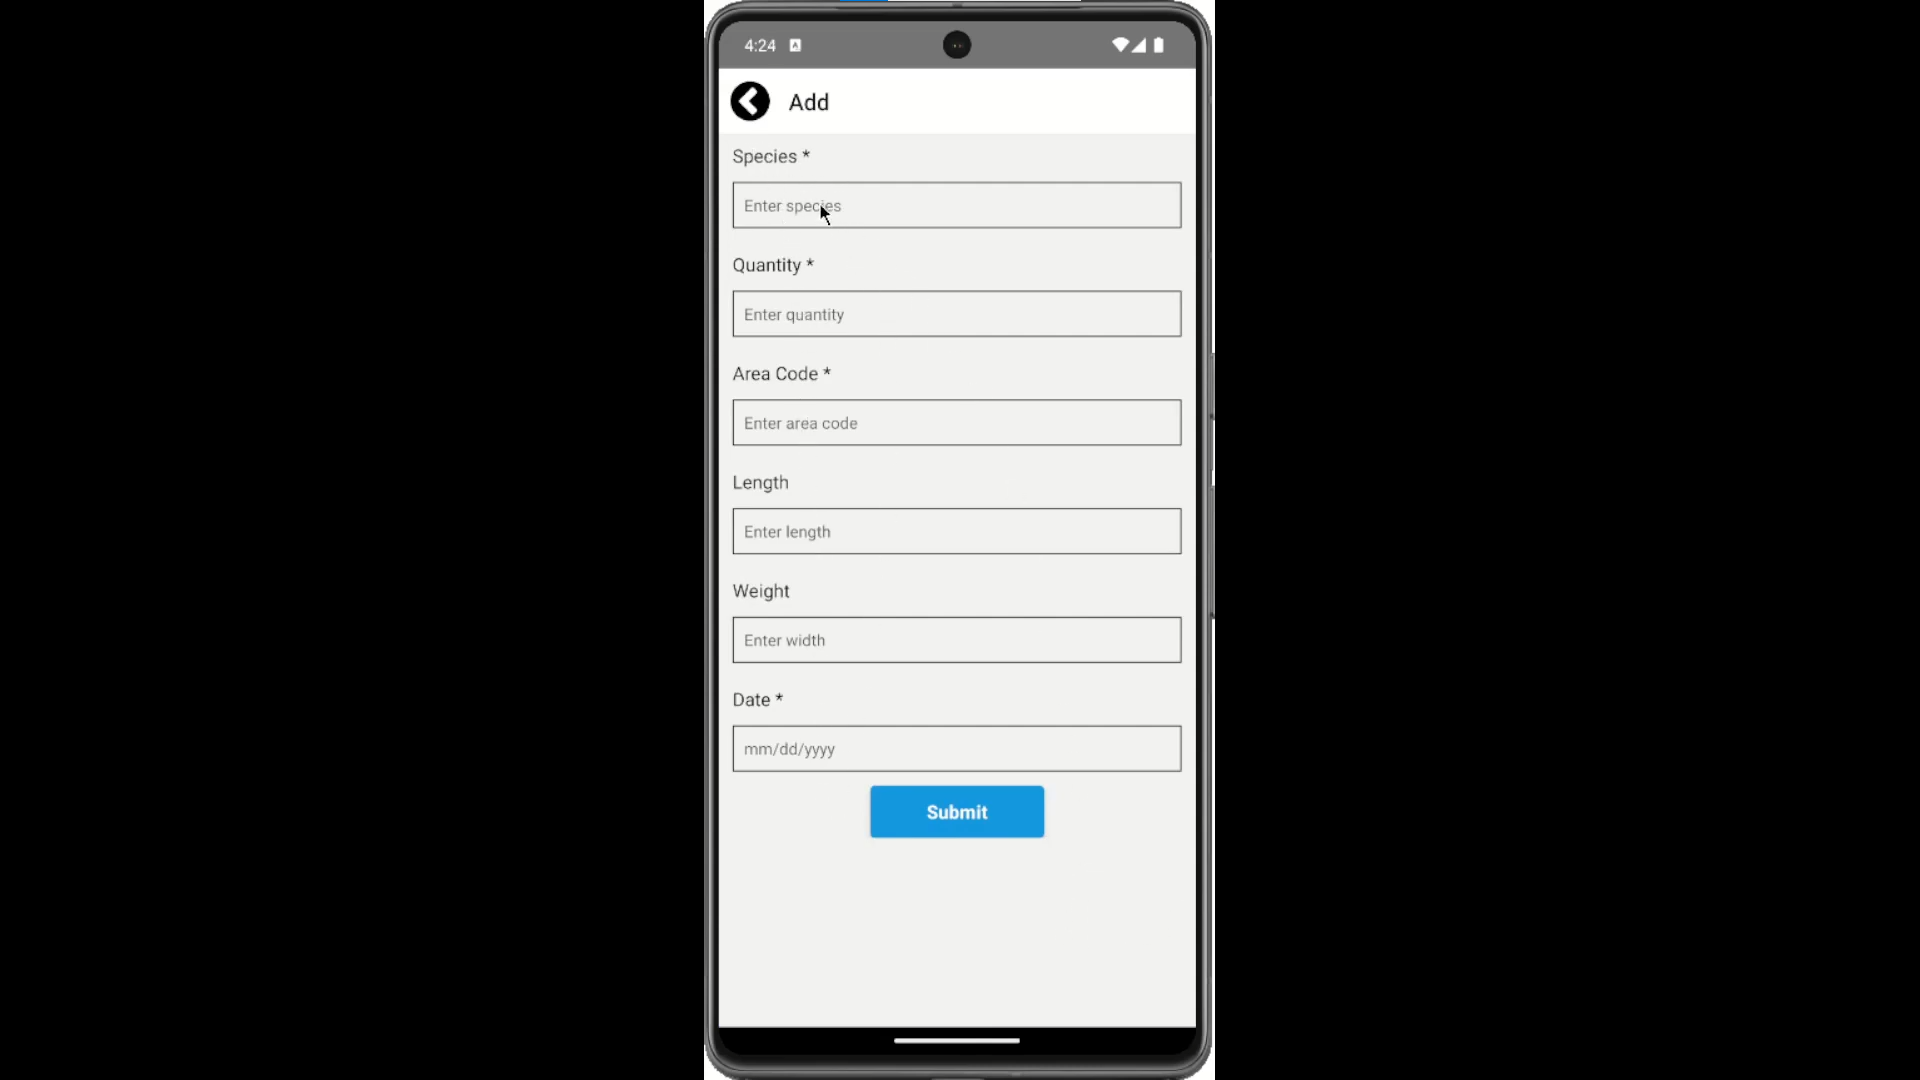 4:24
Add
Species *
Enter species
Quantity *
Enter quantity
Area Code *
Enter area code
Length
Enter length
Weight
Enter width
Date *
mm/dd/yyyy
Submit